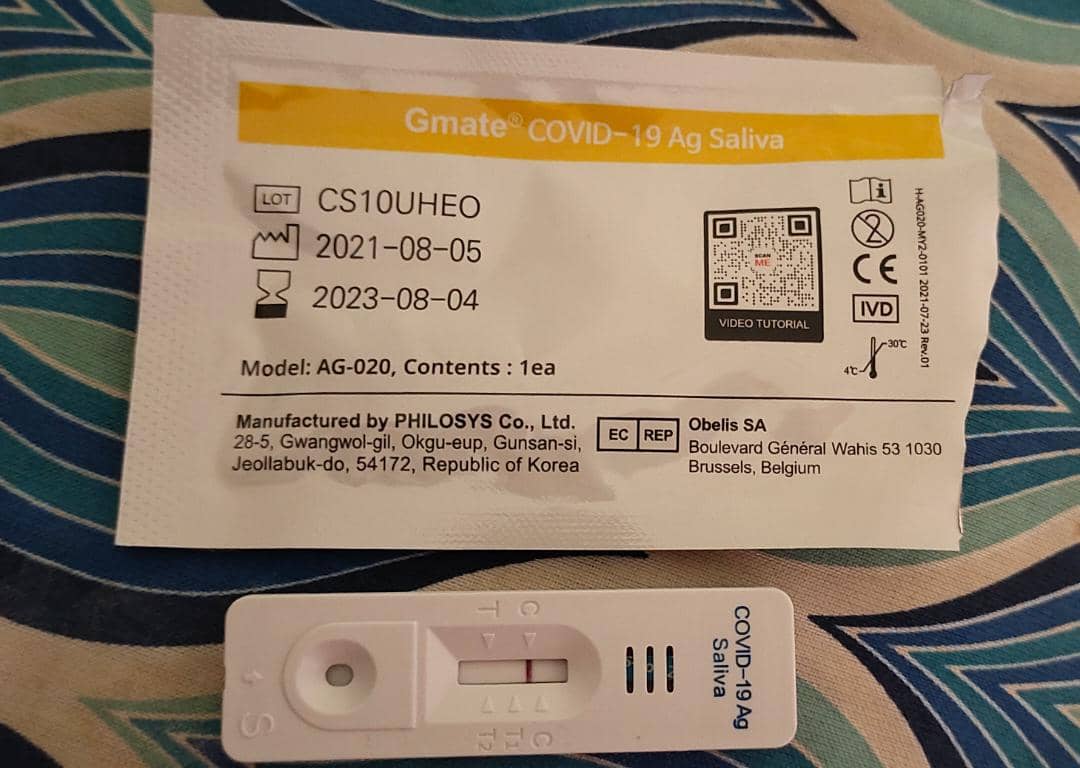 Gmate® COVID-19 Ag Saliva
LOT CS10UHEO
2021-08-05
2023-08-04
SCAN
ME
VIDEO TUTORIAL
i
2
CE
IVD
30℃
4℃
H-AG020-MY2-0101 2021-07-23 Rev.01
Model: AG-020, Contents : 1ea
Manufactured by PHILOSYS Co., Ltd.
28-5, Gwangwol-gil, Okgu-eup, Gunsan-si,
Jeollabuk-do, 54172, Republic of Korea
EC REP
Obelis SA
Boulevard Général Wahis 53 1030
Brussels, Belgium
T C
T2 T1 C
S
COVID-19 Ag
Saliva